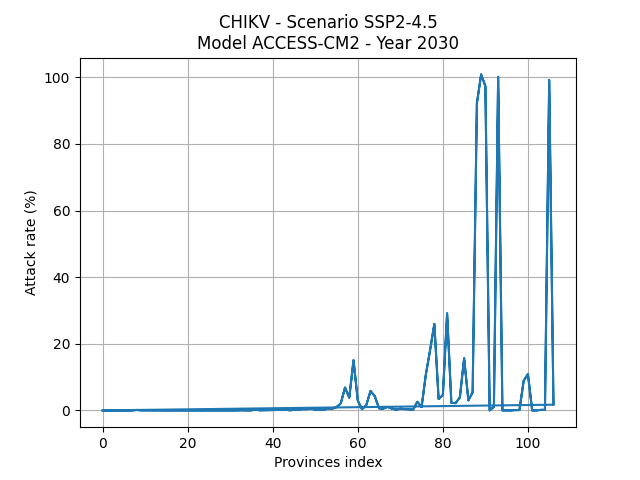 CHIKV - Scenario SSP2-4.5
Model ACCESS-CM2 - Year 2030
Attack rate (%)
100
80
60
40
20
0
0 20 40 60 80 100
Provinces index